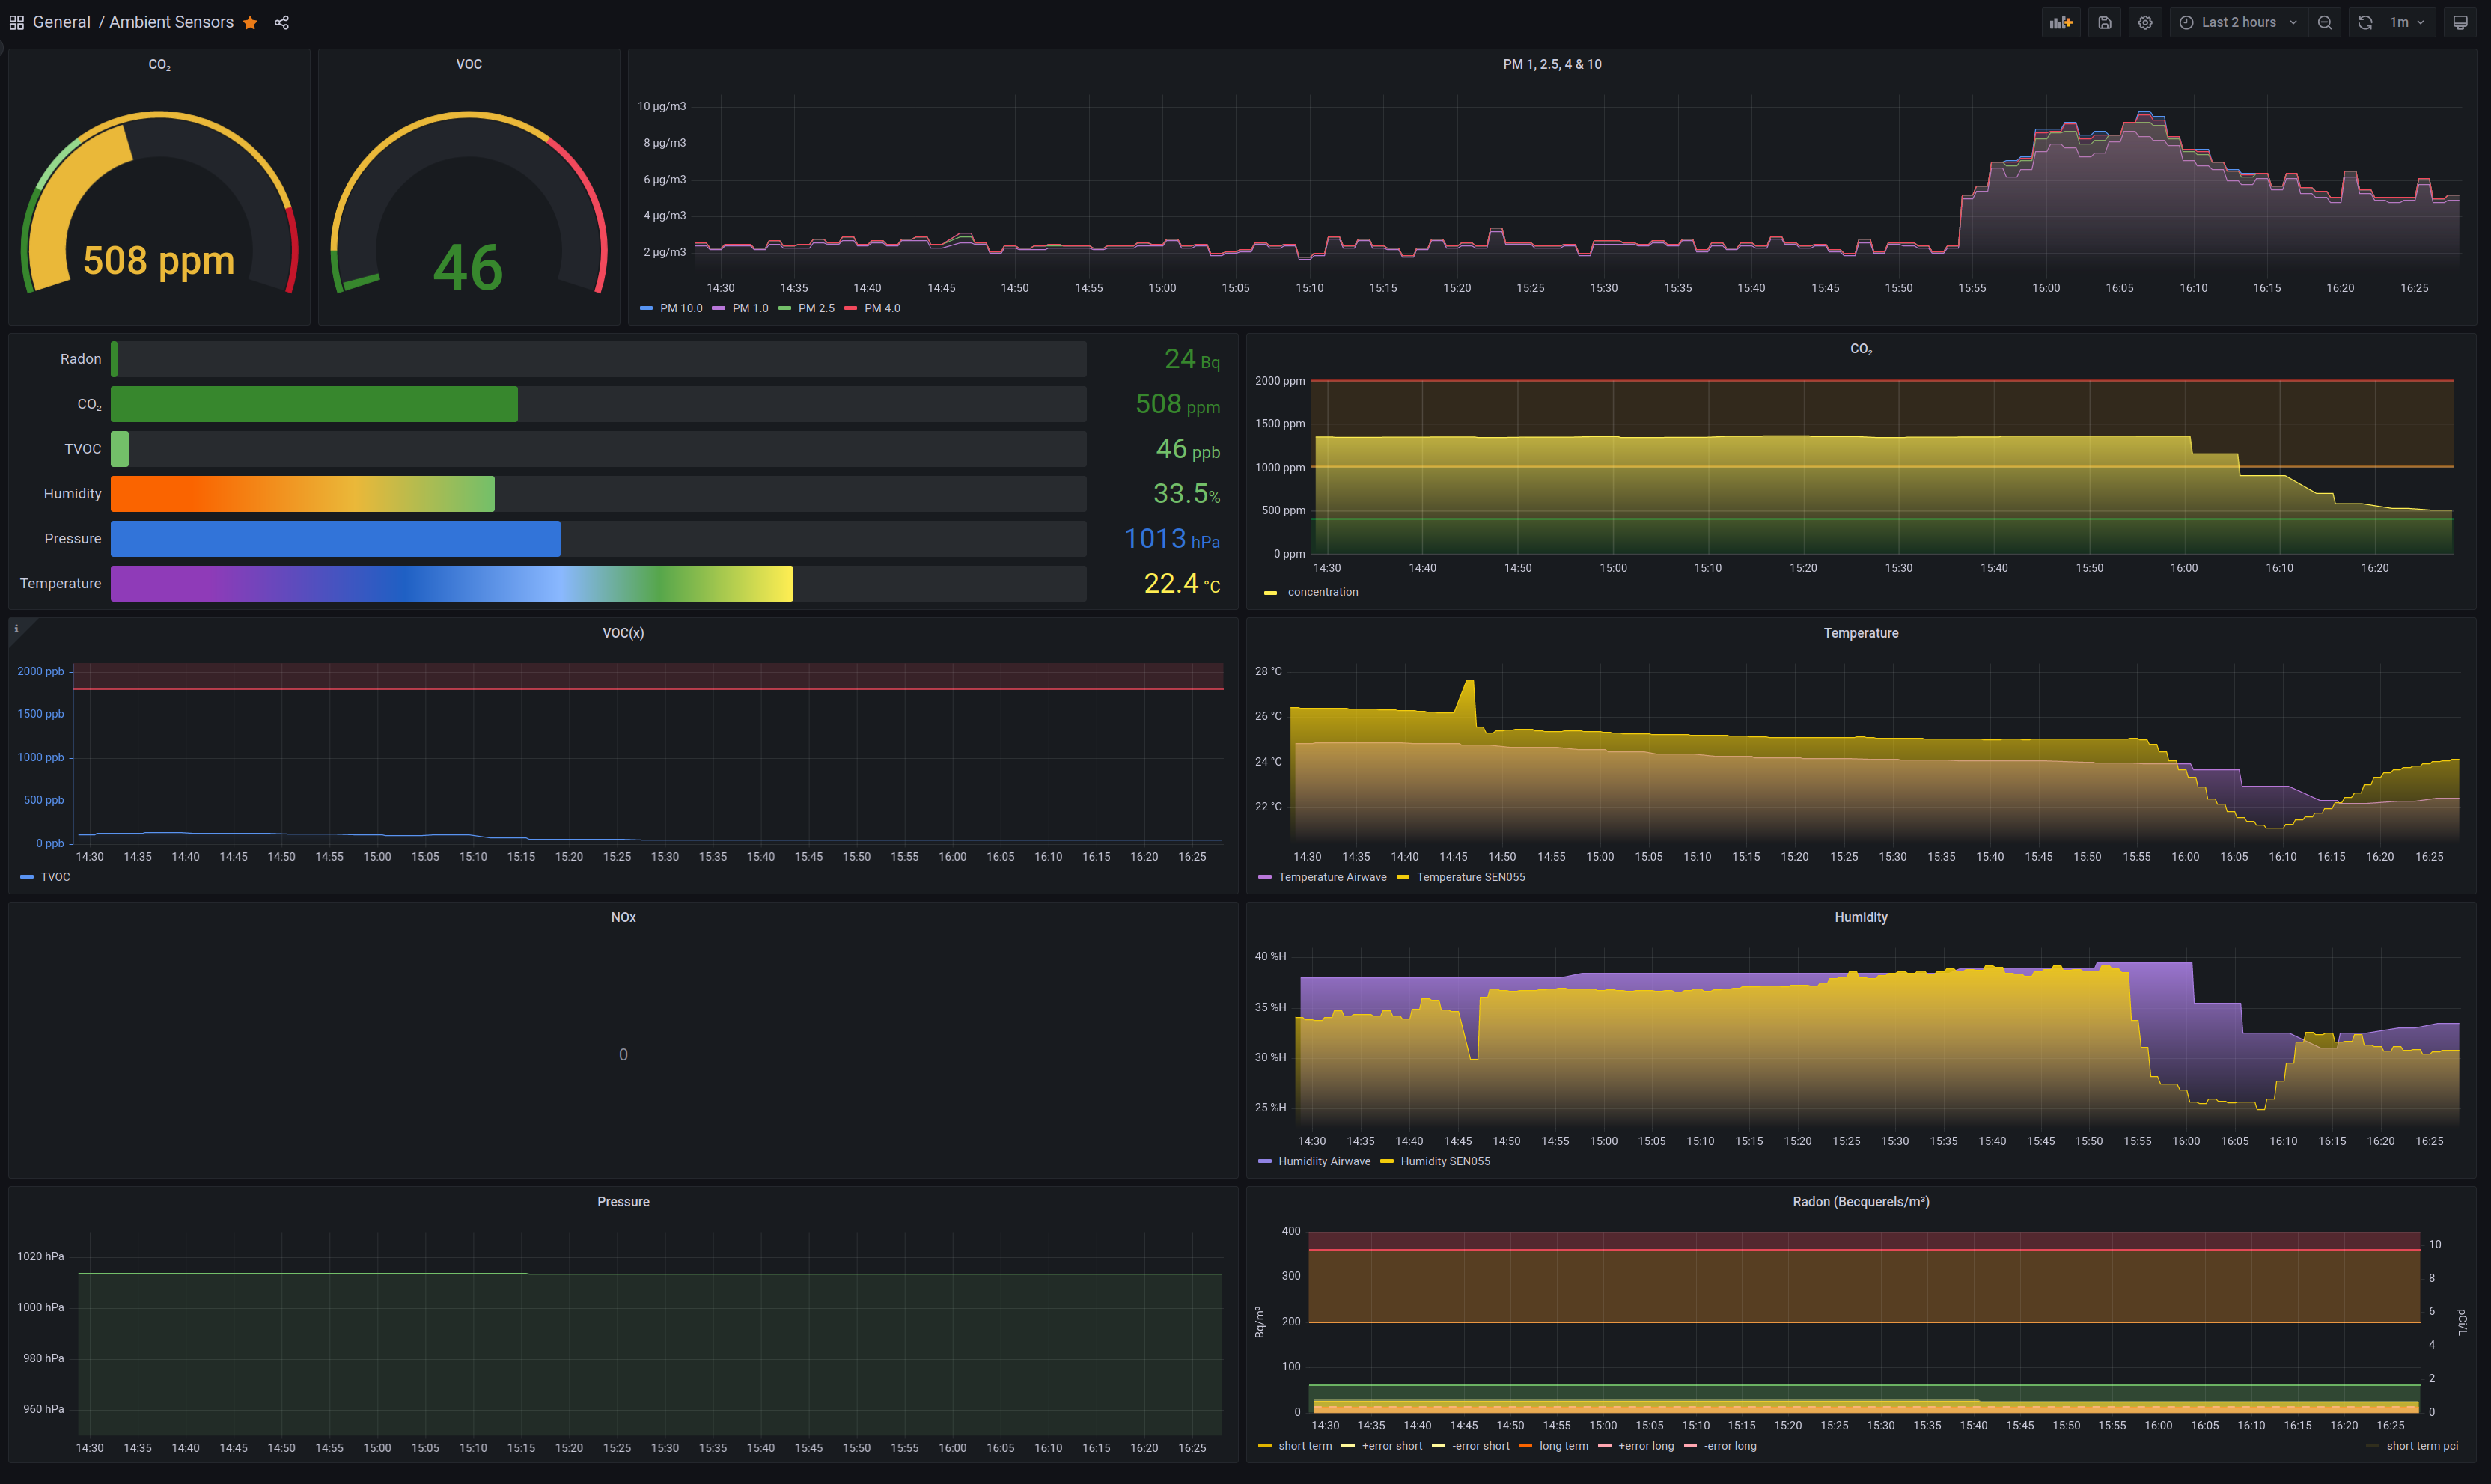 General / Ambient Sensors
Last 2 hours
1m
CO₂
508 ppm
VOC
46
PM 1, 2.5, 4 & 10
10 μg/m3
8 μg/m3
6 μg/m3
4 μg/m3
2 μg/m3
14:30 14:35 14:40 14:45 14:50 14:55 15:00 15:05 15:10 15:15 15:20 15:25 15:30 15:35 15:40 15:45 15:50 15:55 16:00 16:05 16:10 16:15 16:20 16:25
PM 10.0 PM 1.0 PM 2.5 PM 4.0
Radon 24 Bq
CO₂ 508 ppm
TVOC 46 ppb
Humidity 33.5%
Pressure 1013 hPa
Temperature 22.4 °C
CO₂
2000 ppm
1500 ppm
1000 ppm
500 ppm
0 ppm
14:30 14:40 14:50 15:00 15:10 15:20 15:30 15:40 15:50 16:00 16:10 16:20
concentration
i
VOC(x)
2000 ppb
1500 ppb
1000 ppb
500 ppb
0 ppb
14:30 14:35 14:40 14:45 14:50 14:55 15:00 15:05 15:10 15:15 15:20 15:25 15:30 15:35 15:40 15:45 15:50 15:55 16:00 16:05 16:10 16:15 16:20 16:25
TVOC
Temperature
28 °C
26 °C
24 °C
22 °C
14:30 14:35 14:40 14:45 14:50 14:55 15:00 15:05 15:10 15:15 15:20 15:25 15:30 15:35 15:40 15:45 15:50 15:55 16:00 16:05 16:10 16:15 16:20 16:25
Temperature Airwave Temperature SEN055
NOx
0
Humidity
40 %H
35 %H
30 %H
25 %H
14:30 14:35 14:40 14:45 14:50 14:55 15:00 15:05 15:10 15:15 15:20 15:25 15:30 15:35 15:40 15:45 15:50 15:55 16:00 16:05 16:10 16:15 16:20 16:25
Humidiity Airwave Humidity SEN055
Pressure
1020 hPa
1000 hPa
980 hPa
960 hPa
14:30 14:35 14:40 14:45 14:50 14:55 15:00 15:05 15:10 15:15 15:20 15:25 15:30 15:35 15:40 15:45 15:50 15:55 16:00 16:05 16:10 16:15 16:20 16:25
Radon (Becquerels/m³)
Bq/m³
400
300
200
100
0
10
8
6
4
2
0
pCi/L
14:30 14:35 14:40 14:45 14:50 14:55 15:00 15:05 15:10 15:15 15:20 15:25 15:30 15:35 15:40 15:45 15:50 15:55 16:00 16:05 16:10 16:15 16:20 16:25
short term +error short -error short long term +error long -error long short term pci